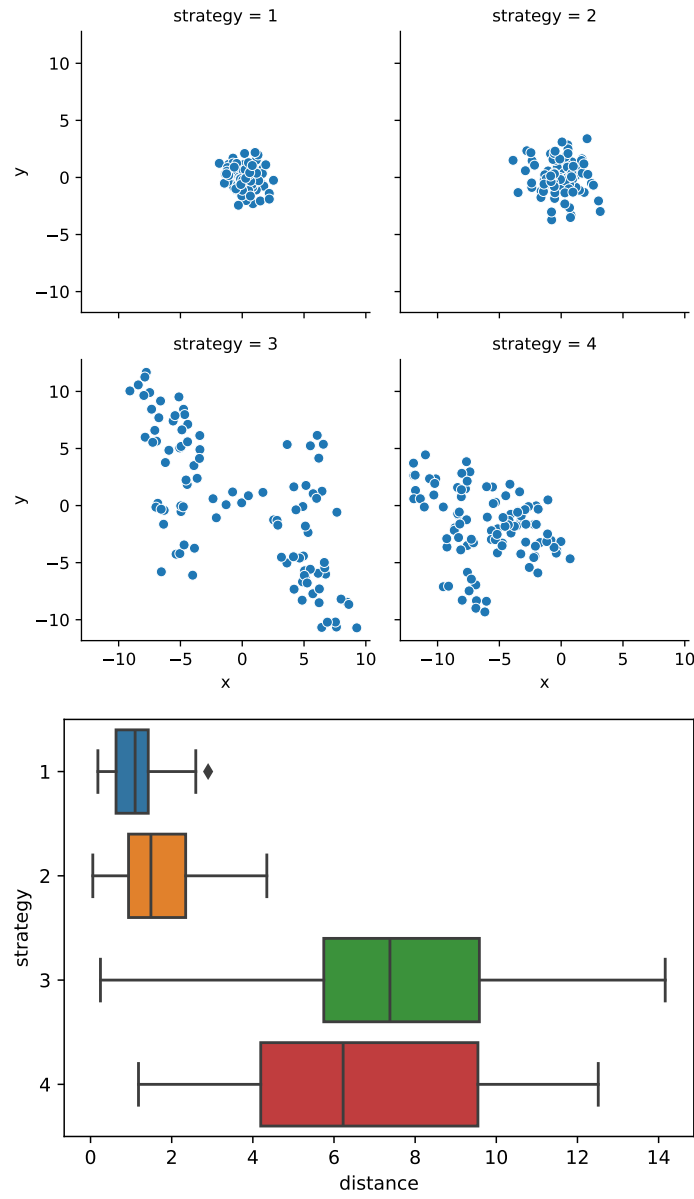 strategy = 1
strategy = 2
10
5
0
−5
−10
y
strategy = 3
strategy = 4
10
5
0
−5
−10
y
−10 −5 0 5 10
−10 −5 0 5 10
x
x
1
2
3
4
strategy
0 2 4 6 8 10 12 14
distance